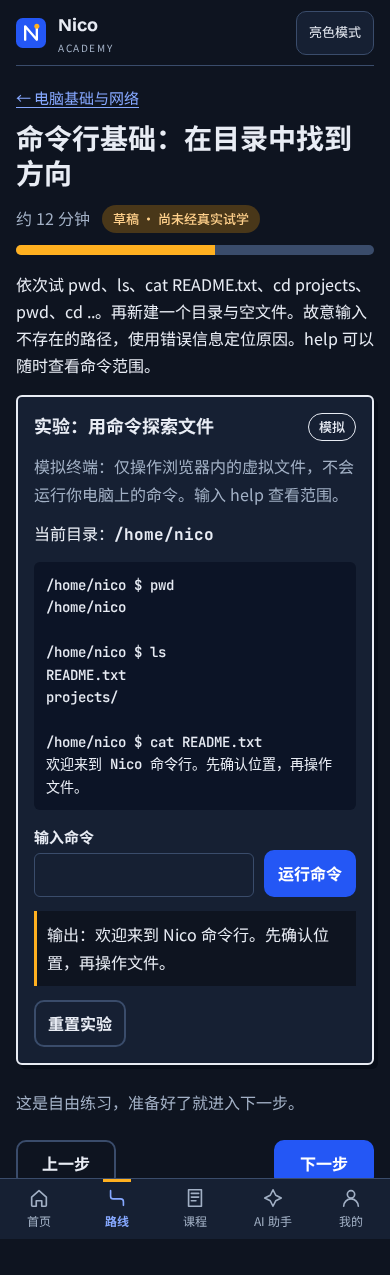 Nico
ACADEMY
亮色模式
← 电脑基础与网络
命令行基础：在目录中找到
方向
约 12 分钟
草稿 · 尚未经真实试学
依次试 pwd、ls、cat README.txt、cd projects、
pwd、cd ..。再新建一个目录与空文件。故意输入
不存在的路径，使用错误信息定位原因。help 可以
随时查看命令范围。
实验：用命令探索文件
模拟
模拟终端：仅操作浏览器内的虚拟文件，不会
运行你电脑上的命令。输入 help 查看范围。
当前目录：/home/nico
/home/nico $ pwd
/home/nico
/home/nico $ ls
README.txt
projects/
/home/nico $ cat README.txt
欢迎来到 Nico 命令行。先确认位置，再操作
文件。
输入命令
运行命令
输出：欢迎来到 Nico 命令行。先确认位
置，再操作文件。
重置实验
这是自由练习，准备好了就进入下一步。
上一步
下一步
首页
路线
课程
AI 助手
我的